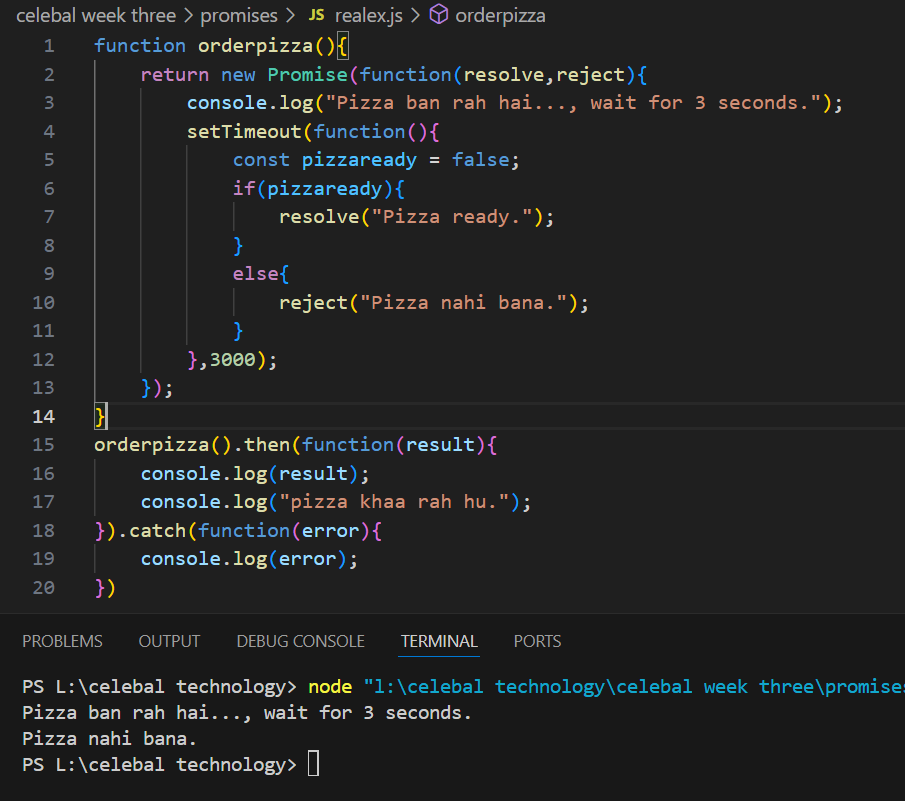 celebal week three > promises > JS realex.js > orderpizza
1 function orderpizza(){
2     return new Promise(function(resolve,reject){
3         console.log("Pizza ban rah hai..., wait for 3 seconds.");
4         setTimeout(function(){
5             const pizzaready = false;
6             if(pizzaready){
7                 resolve("Pizza ready.");
8             }
9             else{
10                 reject("Pizza nahi bana.");
11             }
12         },3000);
13     });
14 }
15 orderpizza().then(function(result){
16     console.log(result);
17     console.log("pizza khaa rah hu.");
18 }).catch(function(error){
19     console.log(error);
20 })
PROBLEMS OUTPUT DEBUG CONSOLE TERMINAL PORTS
PS L:\celebal technology> node "l:\celebal technology\celebal week three\promises
Pizza ban rah hai..., wait for 3 seconds.
Pizza nahi bana.
PS L:\celebal technology>